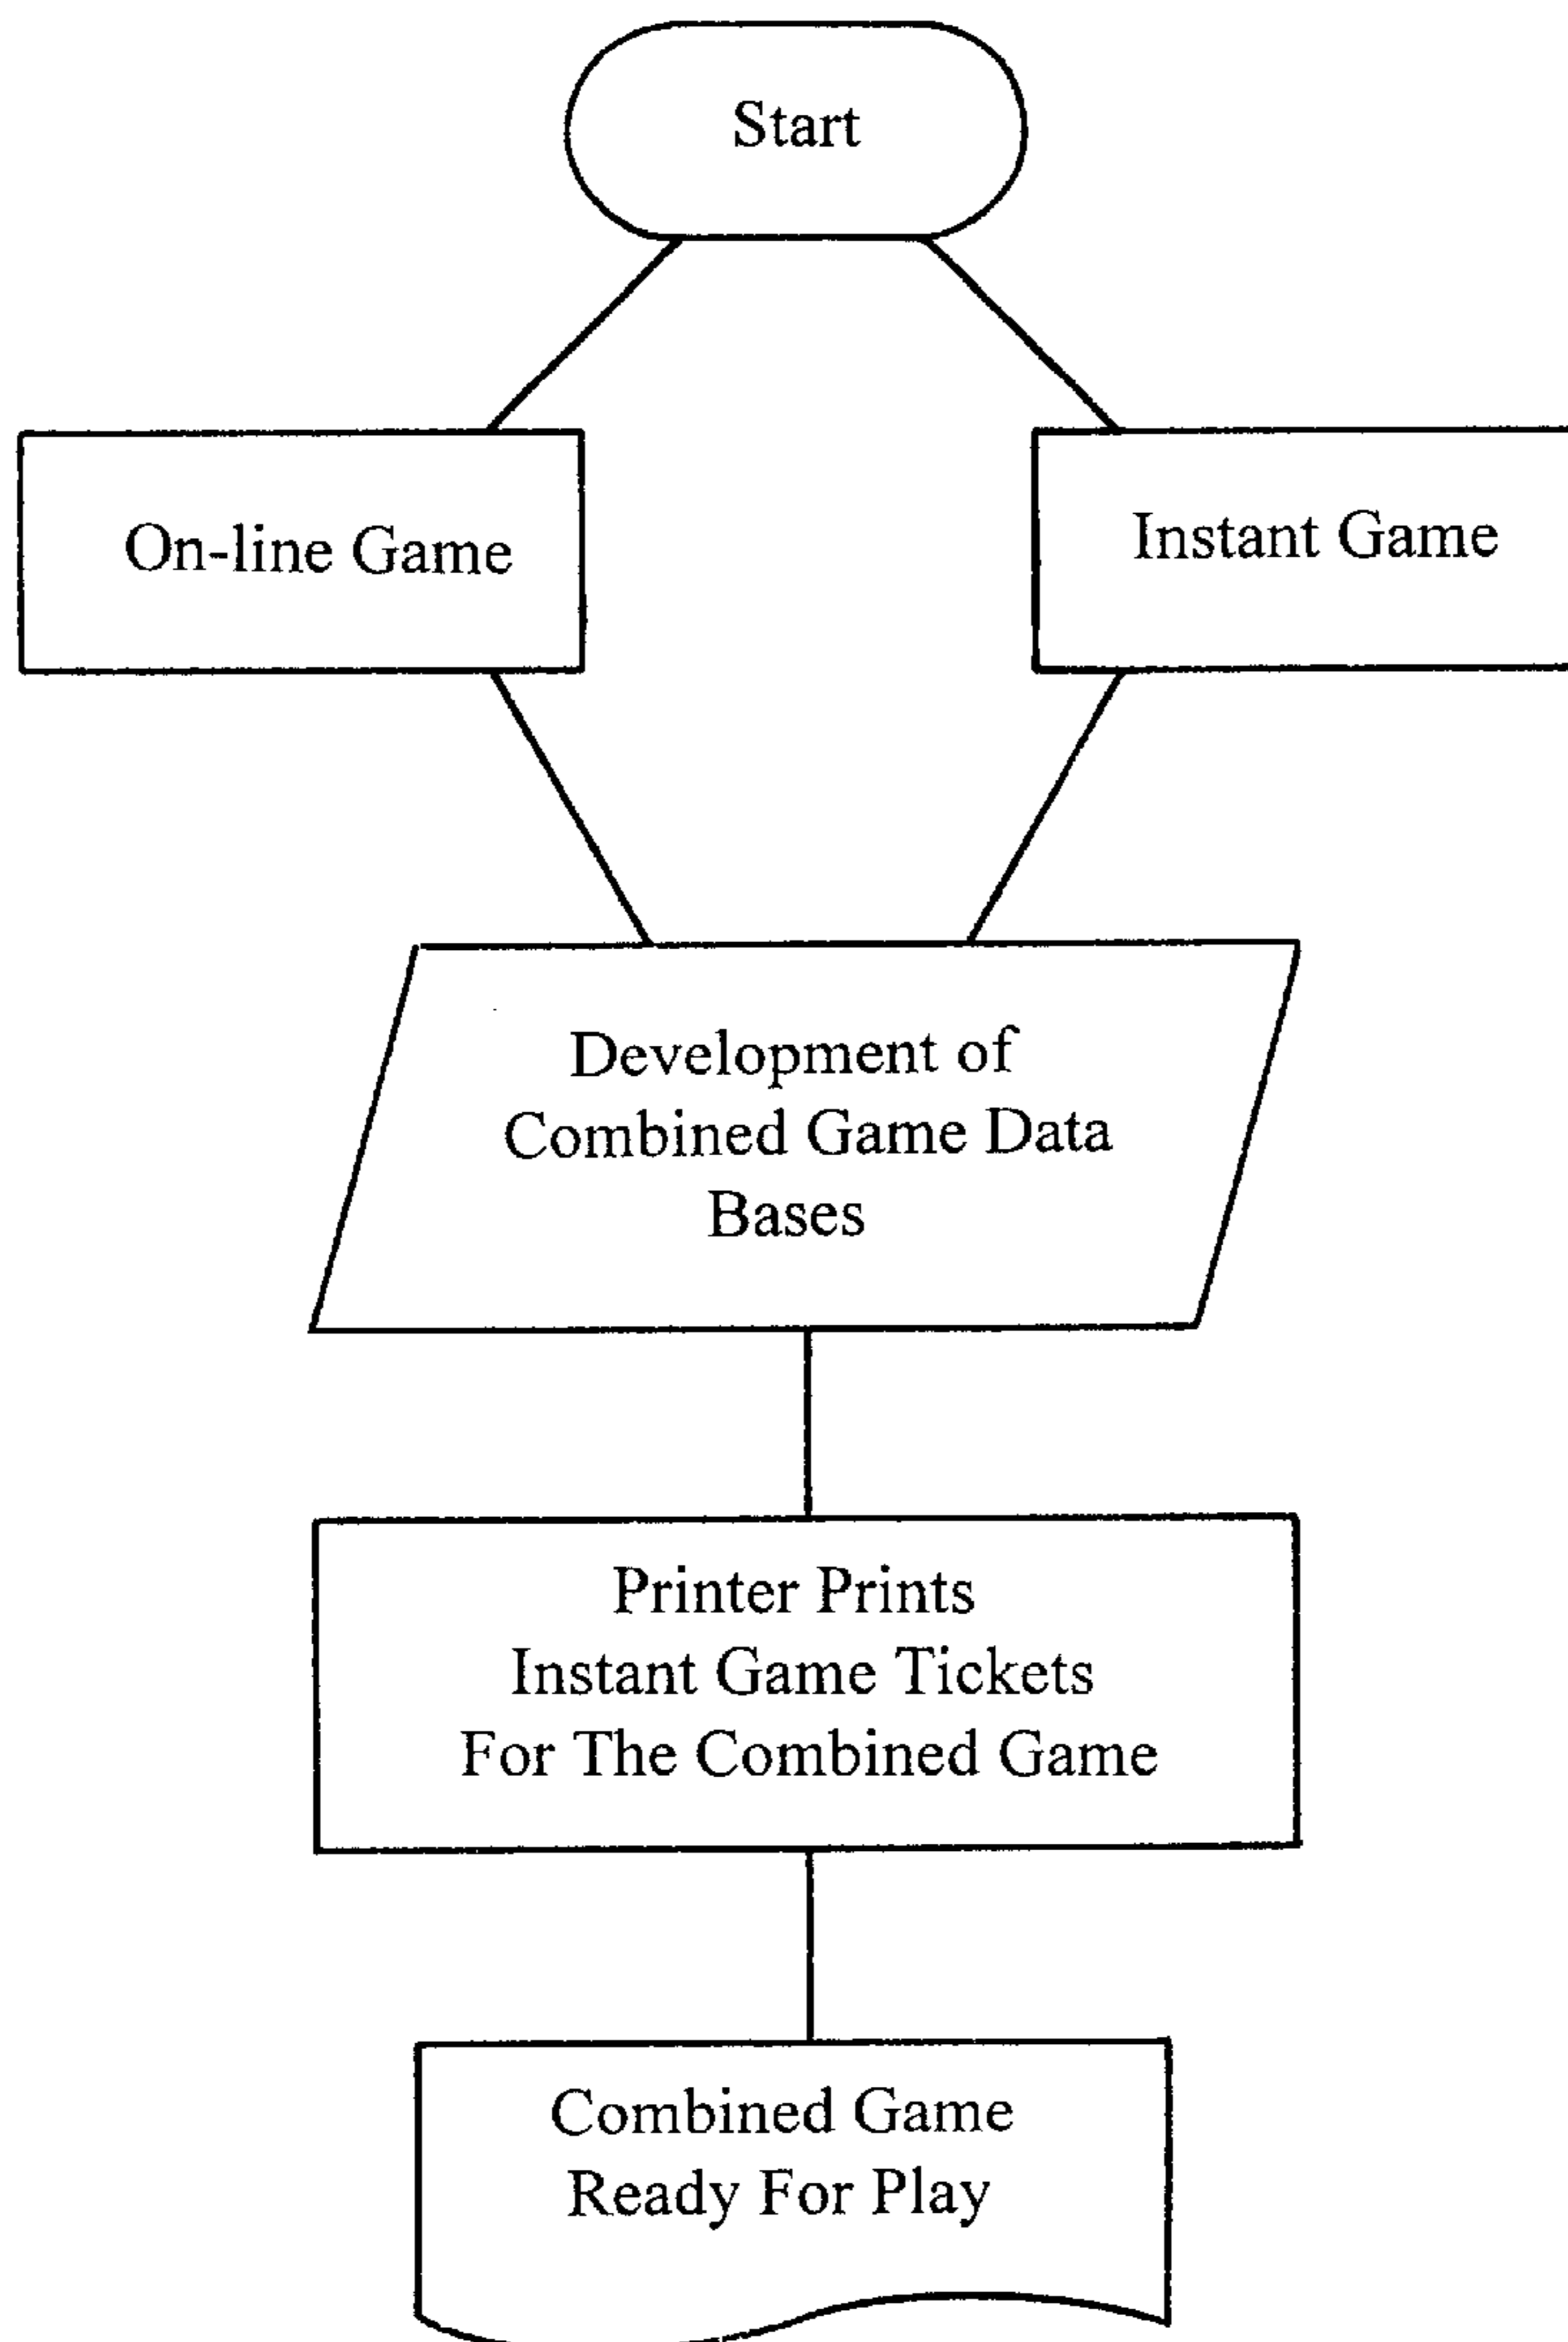 Start
On-line Game
Instant Game
Development of
Combined Game Data
Bases
Printer Prints
Instant Game Tickets
For The Combined Game
Combined Game
Ready For Play